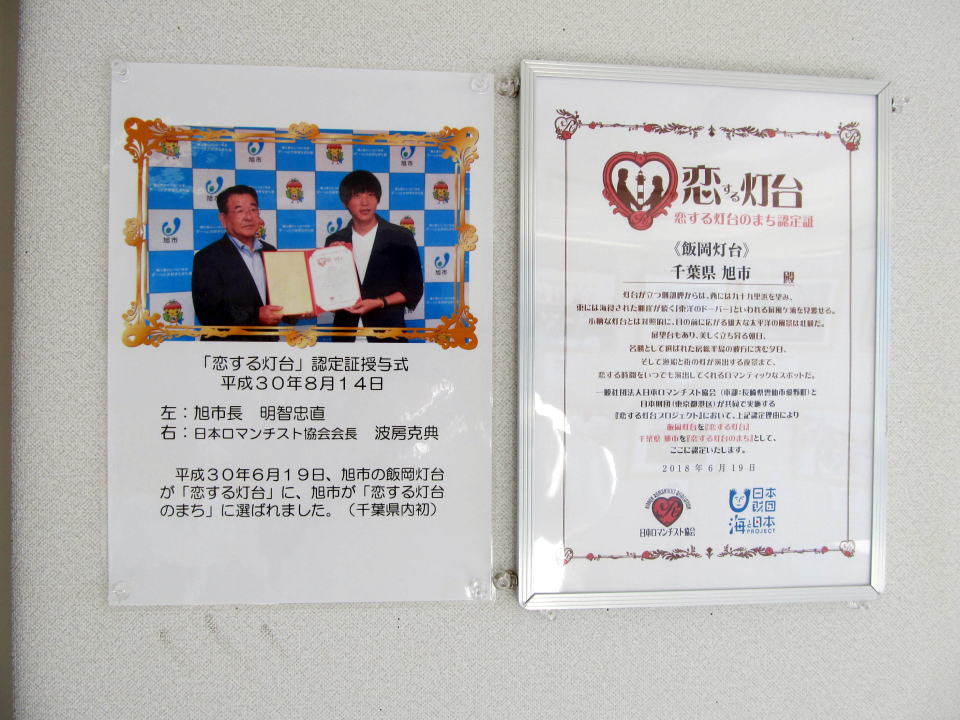 旭市
旭市
旭市
旭市
旭市
「恋する灯台」認定証授与式
平成30年8月14日
左：旭市長　明智忠直
右：日本ロマンチスト協会会長　波房克典
平成30年6月19日、旭市の飯岡灯台
が「恋する灯台」に、旭市が「恋する灯台
のまち」に選ばれました。（千葉県内初）
恋する灯台
恋する灯台のまち認定証
《飯岡灯台》
千葉県 旭市 殿
灯台が立つ刑部岬からは、西には九十九里浜を望み、
東には海食された断崖が続く「東洋のドーバー」といわれる屏風ケ浦を見渡せる。
小柄な灯台とは対照的に、目の前に広がる雄大な太平洋の風景は壮観だ。
展望台もあり、美しく立ち昇る朝日、
名勝として選ばれた房総半島の彼方に沈む夕日、
そして漁船と街の灯が演出する夜景まで、
恋する時間をいつでも演出してくれるロマンティックなスポットだ。
一般社団法人日本ロマンチスト協会（本部：長崎県雲仙市愛野町）と
日本財団（東京都港区）が共同で実施する
『恋する灯台プロジェクト』において、上記認定理由により
飯岡灯台を『恋する灯台』
千葉県 旭市を『恋する灯台のまち』として、
ここに認定いたします。
2018年6月19日
日本ロマンチスト協会
日本
財団
海と日本
PROJECT